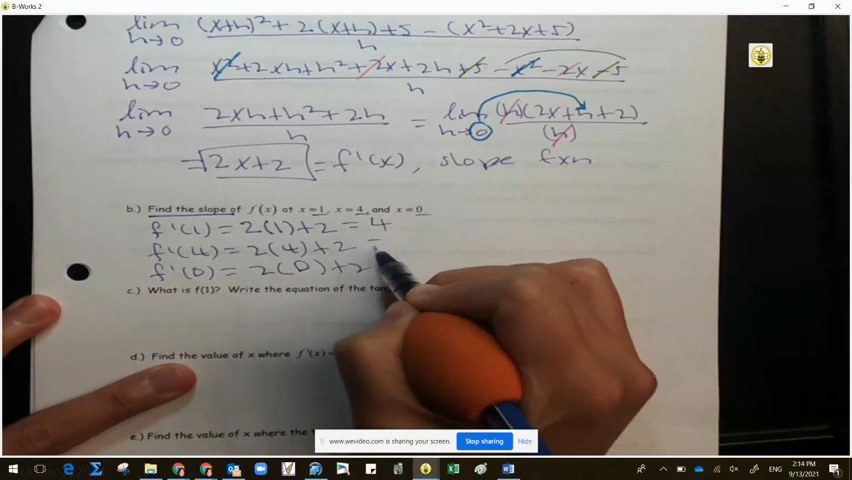 B-Works 2
lim h→0 (x+h)² + 2(x+h)+5 - (x²+2x+5) / h
lim h→0 x²+2xh+h²+2x+2h+5 -x²-2x-5 / h
lim h→0 2xh+h²+2h / h = lim h→0 (h)(2x+h+2) / (h)
= 2x+2 = f'(x), slope fxn
b.) Find the slope of f(x) at x = 1, x = 4, and x = 0.
f'(1) = 2(1)+2 = 4
f'(4) = 2(4)+2 =
f'(0) = 2(0)+2
c.) What is f(1)? Write the equation of the tan
d.) Find the value of x where f'(x)
e.) Find the value of x where the
www.wevideo.com is sharing your screen. Stop sharing Hide
2:14 PM
9/13/2021